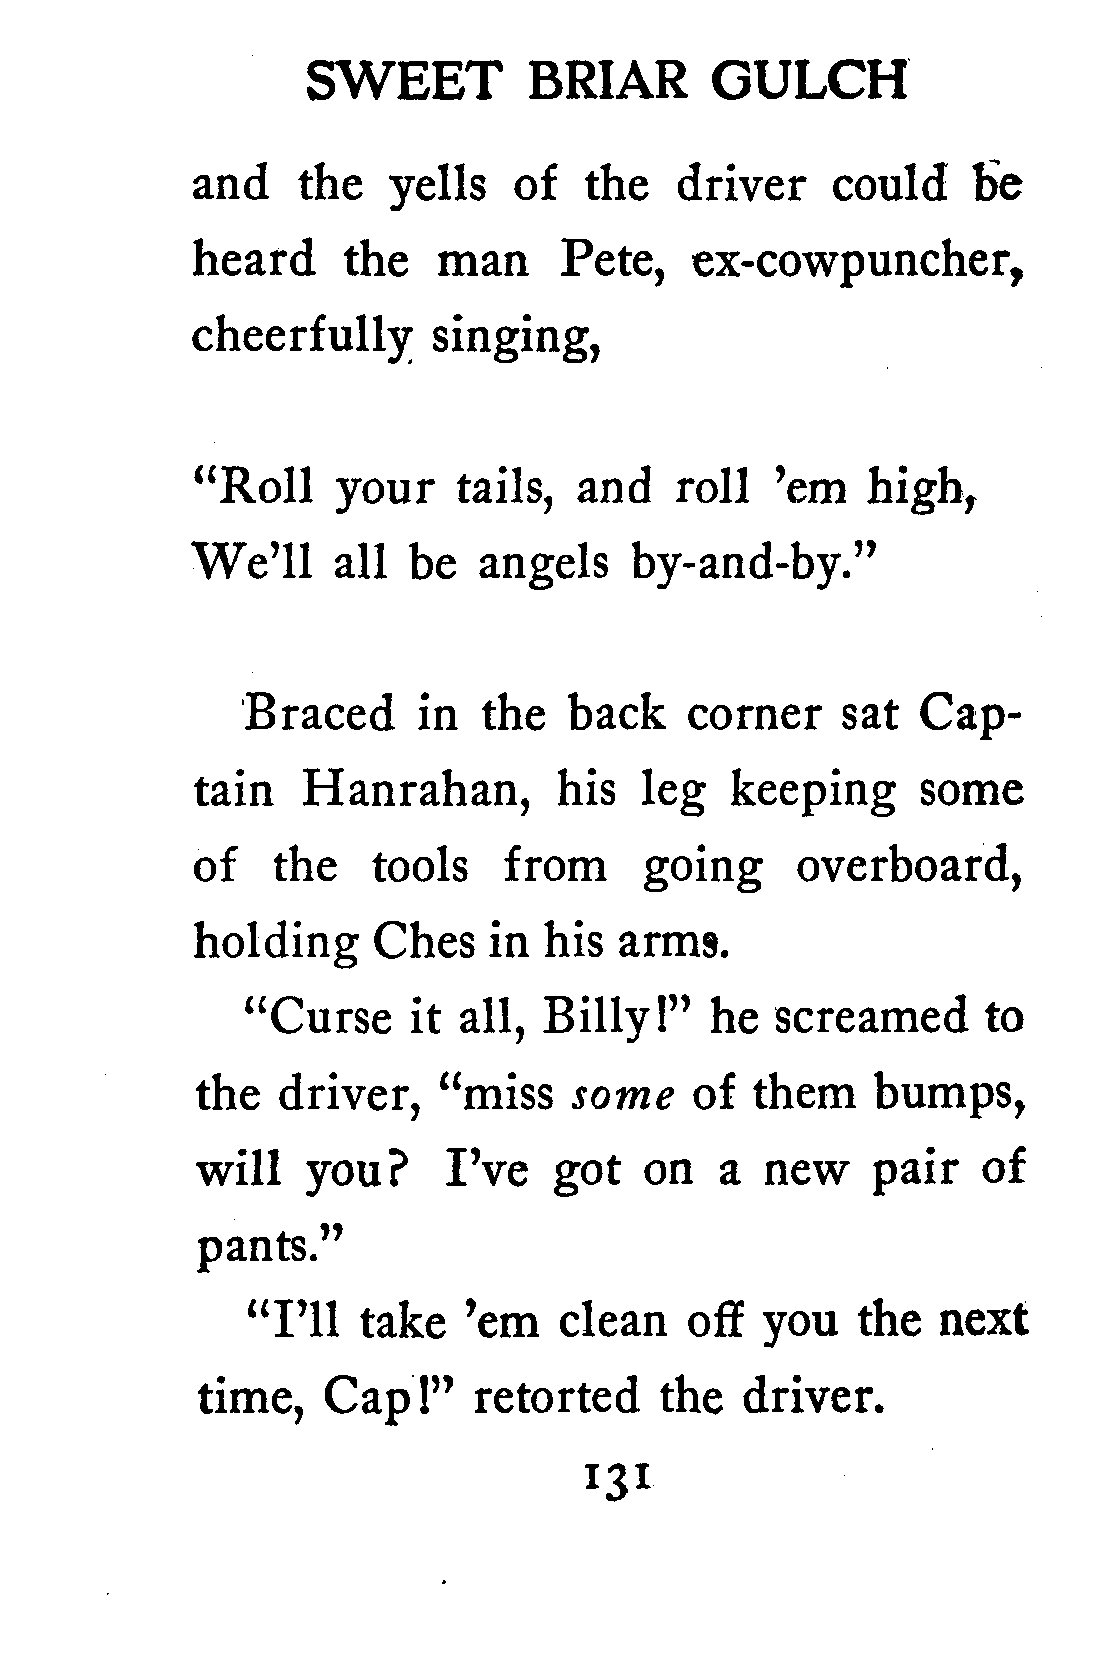 SWEET BRIAR GULCH
and the yells of the driver could be
heard the man Pete, ex-cowpuncher,
cheerfully singing,
“Roll your tails, and roll ’em high,
We’ll all be angels by-and-by.”
Braced in the back corner sat Cap-
tain Hanrahan, his leg keeping some
of the tools from going overboard,
holding Ches in his arms.
“Curse it all, Billy!” he screamed to
the driver, “miss some of them bumps,
will you? I’ve got on a new pair of
pants.”
“I’ll take ’em clean off you the next
time, Cap!” retorted the driver.
131